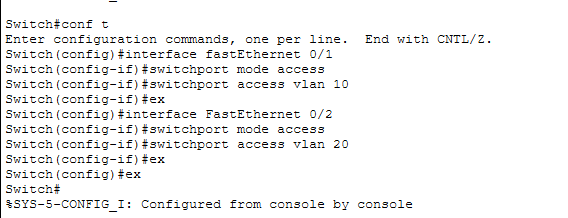 Switch#conf t
Enter configuration commands, one per line.  End with CNTL/Z.
Switch(config)#interface fastEthernet 0/1
Switch(config-if)#switchport mode access
Switch(config-if)#switchport access vlan 10
Switch(config-if)#ex
Switch(config)#interface FastEthernet 0/2
Switch(config-if)#switchport mode access
Switch(config-if)#switchport access vlan 20
Switch(config-if)#ex
Switch(config)#ex
Switch#
%SYS-5-CONFIG_I: Configured from console by console